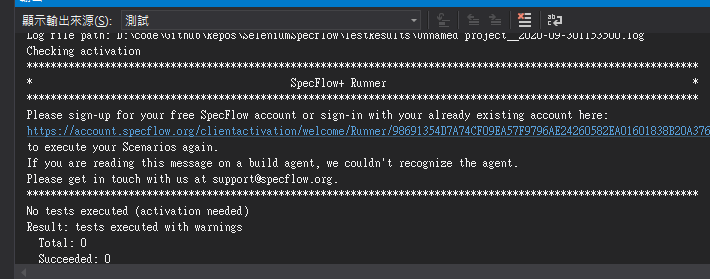 顯示輸出來源(S): 測試
Log file path: D:\Code\Github\Repos\SeleniumSpecflow\TestResults\Unnamed project__2020-09-301153500.log
Checking activation
*******************************************************************************************************
* SpecFlow+ Runner *
*******************************************************************************************************
Please sign-up for your free SpecFlow account or sign-in with your already existing account here:
https://account.specflow.org/clientactivation/welcome/Runner/98691354D7A74CF09EA57F9796AE24260582EA01601838B20A376
to execute your Scenarios again.
If you are reading this message on a build agent, we couldn't recognize the agent.
Please get in touch with us at support@specflow.org.
*******************************************************************************************************
No tests executed (activation needed)
Result: tests executed with warnings
Total: 0
Succeeded: 0